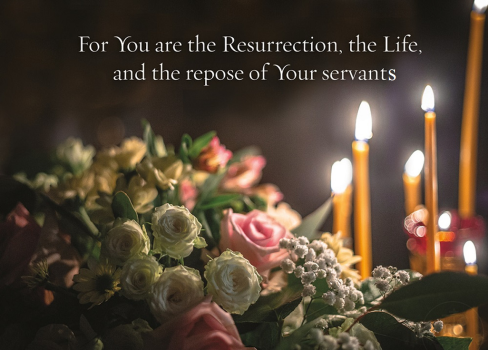 For You are the Resurrection, the Life,
and the repose of Your servants